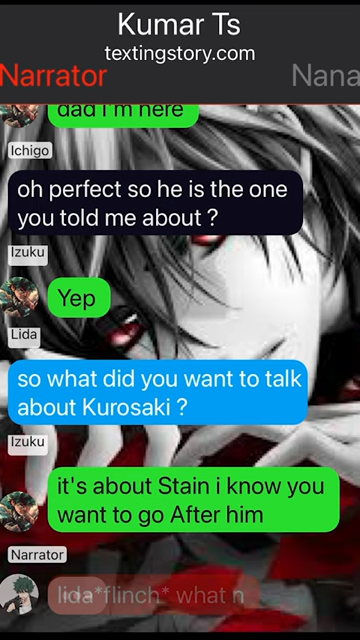 Kumar Ts
textingstory.com
Narrator Nana
dad I'm here
Ichigo
oh perfect so he is the one
you told me about ?
Izuku
Yep
Lida
so what did you want to talk
about Kurosaki ?
Izuku
it's about Stain i know you
want to go After him
Narrator
lida*flinch* what n